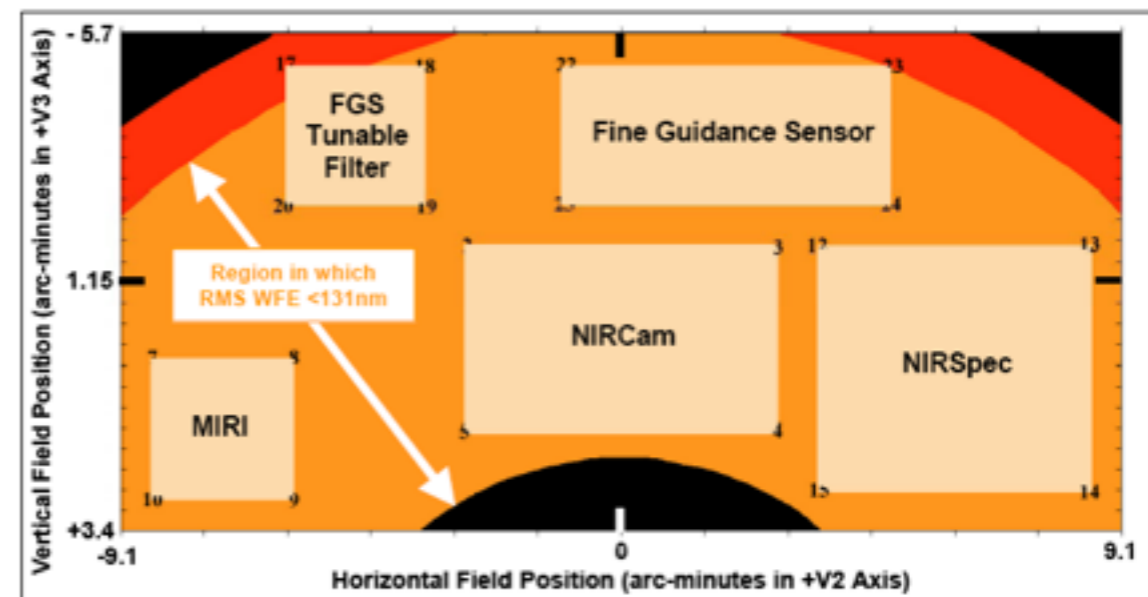 Vertical Field Position (arc-minutes in +V3 Axis)
- 5.7
1.15
+3.4
17
18
20
19
FGS
Tunable
Filter
22
23
24
Fine Guidance Sensor
Region in which
RMS WFE <131nm
3
5
4
NIRCam
12
13
15
14
NIRSpec
7
8
10
9
MIRI
-9.1
0
9.1
Horizontal Field Position (arc-minutes in +V2 Axis)